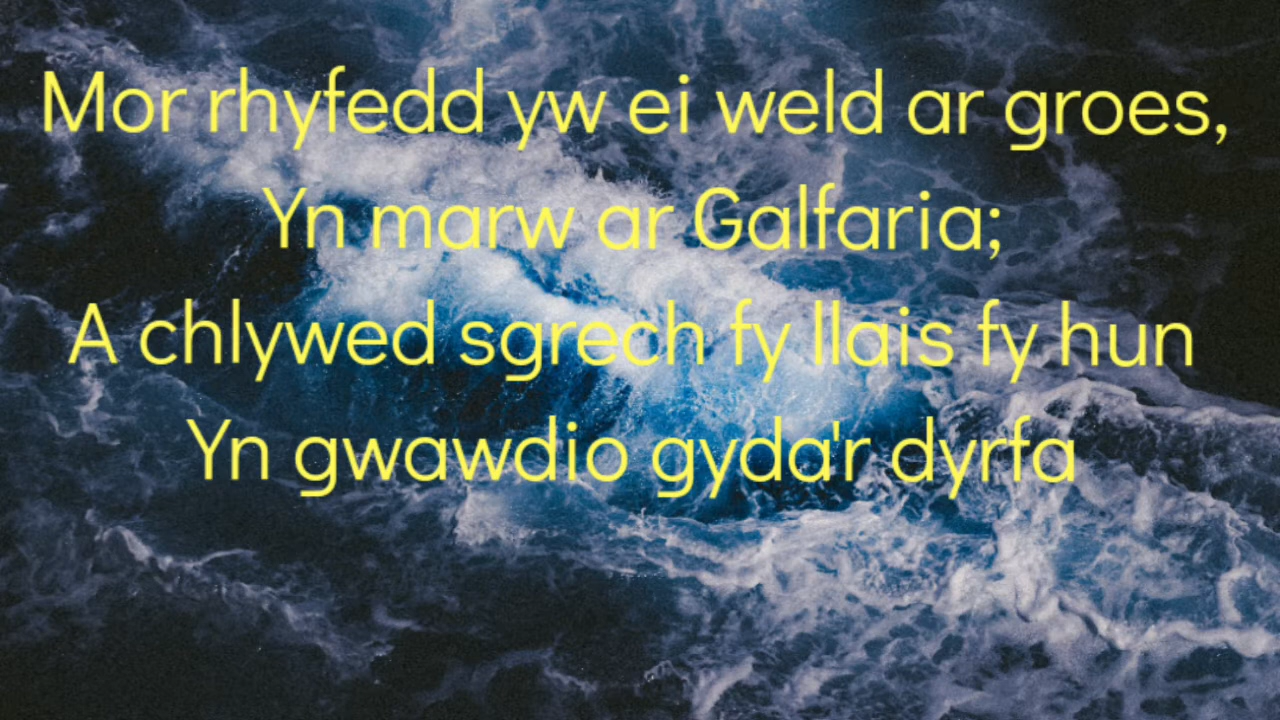 Mor rhyfedd yw ei weld ar groes,
Yn marw ar Galfaria;
A chlywed sgrech fy llais fy hun
Yn gwawdio gyda'r dyrfa